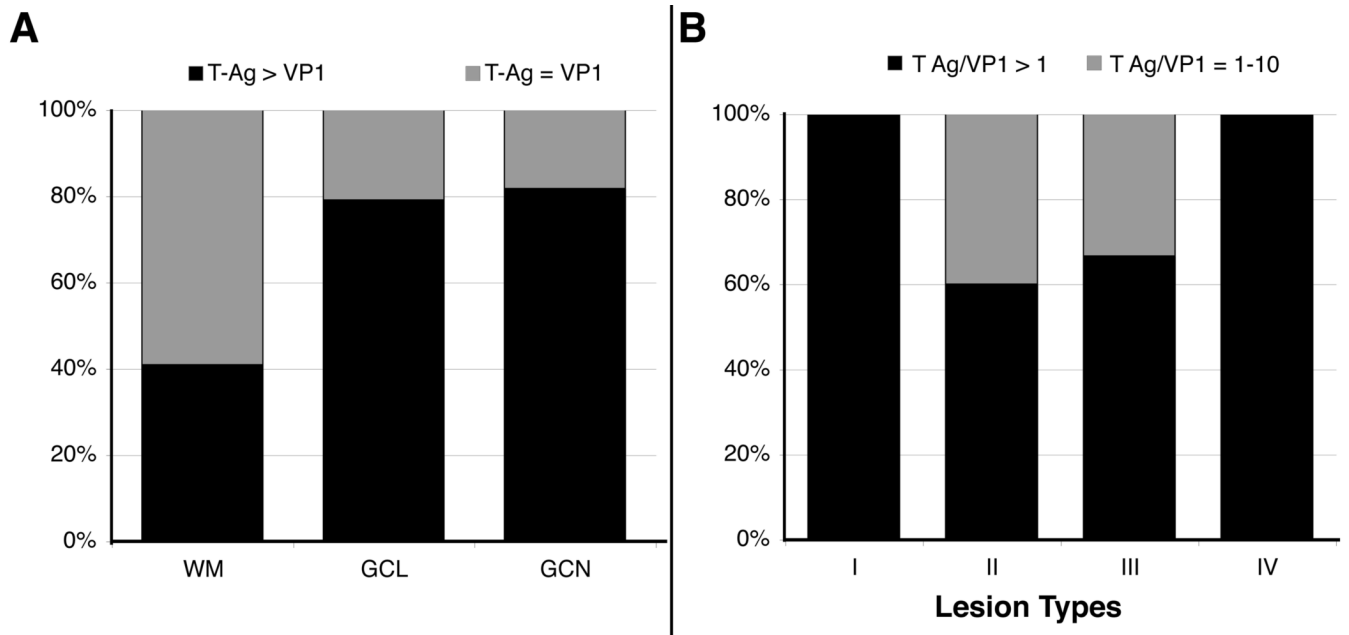 A
T-Ag > VP1 T-Ag = VP1
100%
80%
60%
40%
20%
0%
WM GCL GCN
B
T Ag/VP1 > 1 T Ag/VP1 = 1-10
100%
80%
60%
40%
20%
0%
I II III IV
Lesion Types